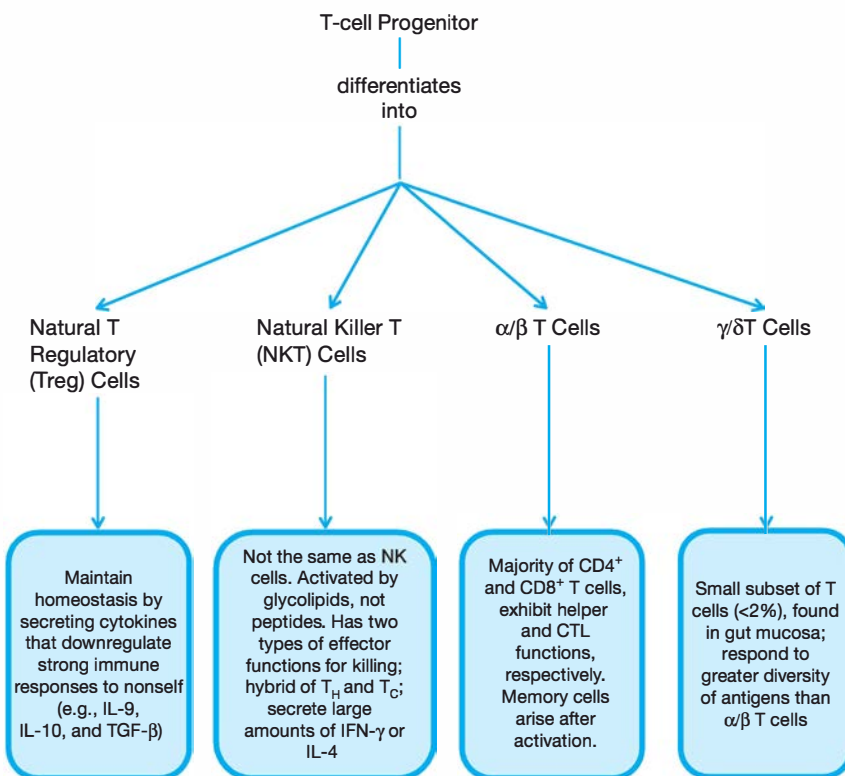 T-cell Progenitor
differentiates
into
Natural T
Regulatory
(Treg) Cells
Natural Killer T
(NKT) Cells
α/β T Cells
γ/δT Cells
Maintain
homeostasis by
secreting cytokines
that downregulate
strong immune
responses to nonself
(e.g., IL-9,
IL-10, and TGF-β)
Not the same as NK
cells. Activated by
glycolipids, not
peptides. Has two
types of effector
functions for killing;
hybrid of T_H and T_C;
secrete large
amounts of IFN-γ or
IL-4
Majority of CD4⁺
and CD8⁺ T cells,
exhibit helper
and CTL
functions,
respectively.
Memory cells
arise after
activation.
Small subset of T
cells (<2%), found
in gut mucosa;
respond to
greater diversity
of antigens than
α/β T cells